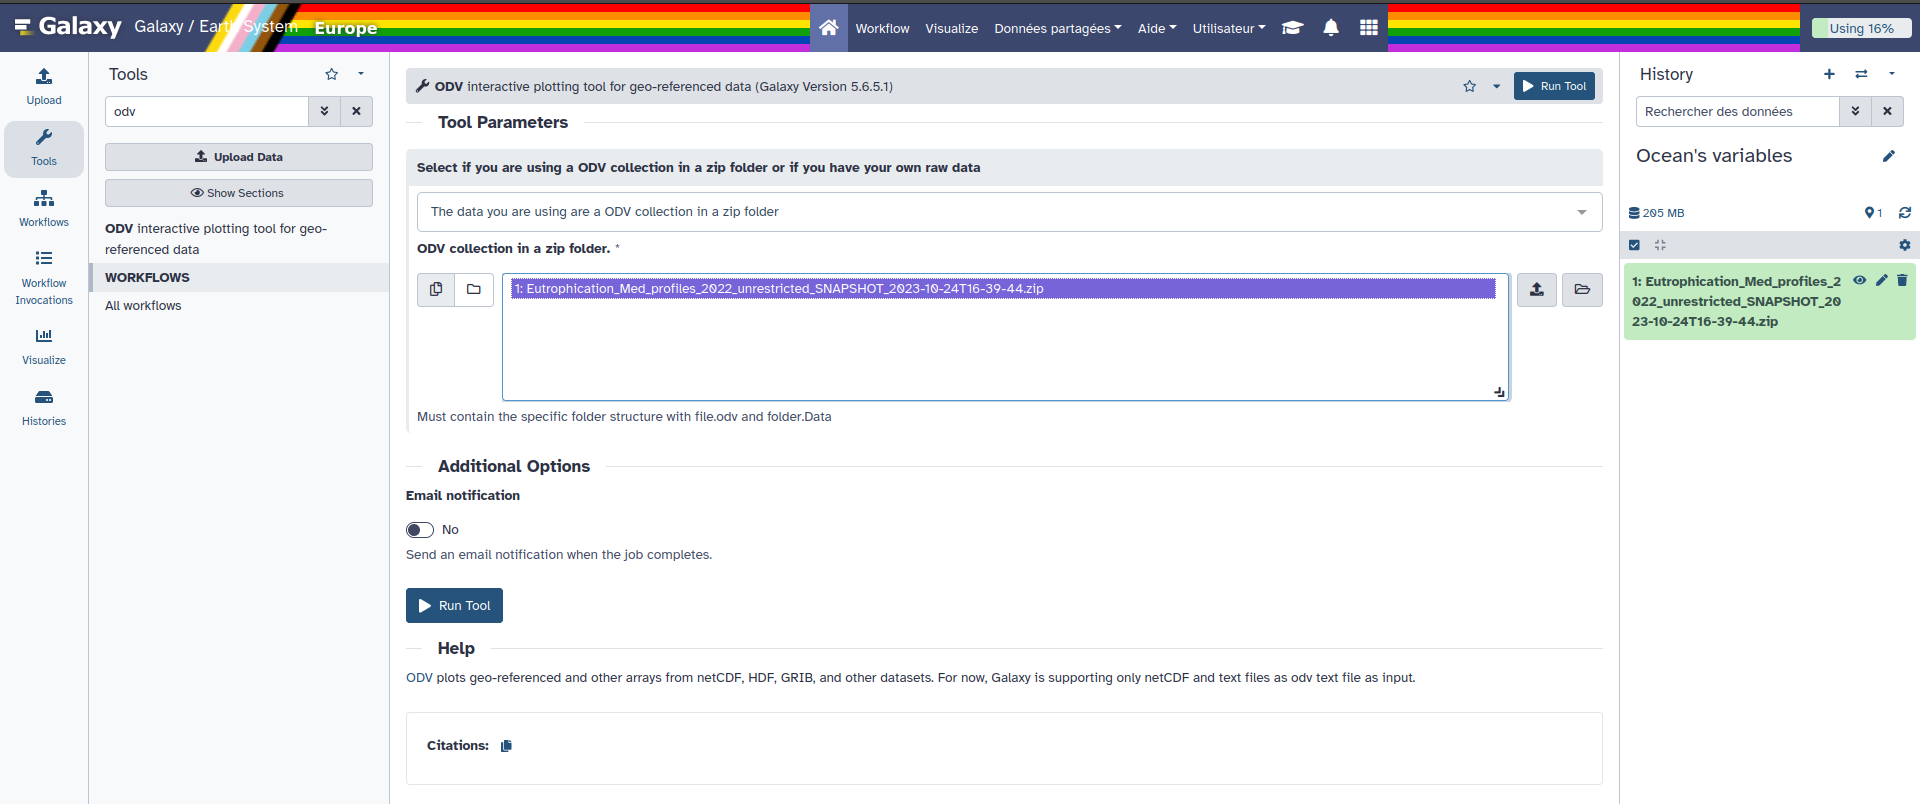 Galaxy
Galaxy / Earth System
Europe
Workflow
Visualize
Données partagées
Aide
Utilisateur
Using 16%
Upload
Tools
Workflows
Workflow
Invocations
Visualize
Histories
Tools
odv
Upload Data
Show Sections
ODV interactive plotting tool for geo-
referenced data
WORKFLOWS
All workflows
ODV interactive plotting tool for geo-referenced data (Galaxy Version 5.6.5.1)
Run Tool
Tool Parameters
Select if you are using a ODV collection in a zip folder or if you have your own raw data
The data you are using are a ODV collection in a zip folder
ODV collection in a zip folder. *
1: Eutrophication_Med_profiles_2022_unrestricted_SNAPSHOT_2023-10-24T16-39-44.zip
Must contain the specific folder structure with file.odv and folder.Data
Additional Options
Email notification
No
Send an email notification when the job completes.
Run Tool
Help
ODV plots geo-referenced and other arrays from netCDF, HDF, GRIB, and other datasets. For now, Galaxy is supporting only netCDF and text files as odv text file as input.
Citations:
History
Rechercher des données
Ocean's variables
205 MB
1
1: Eutrophication_Med_profiles_2
022_unrestricted_SNAPSHOT_20
23-10-24T16-39-44.zip